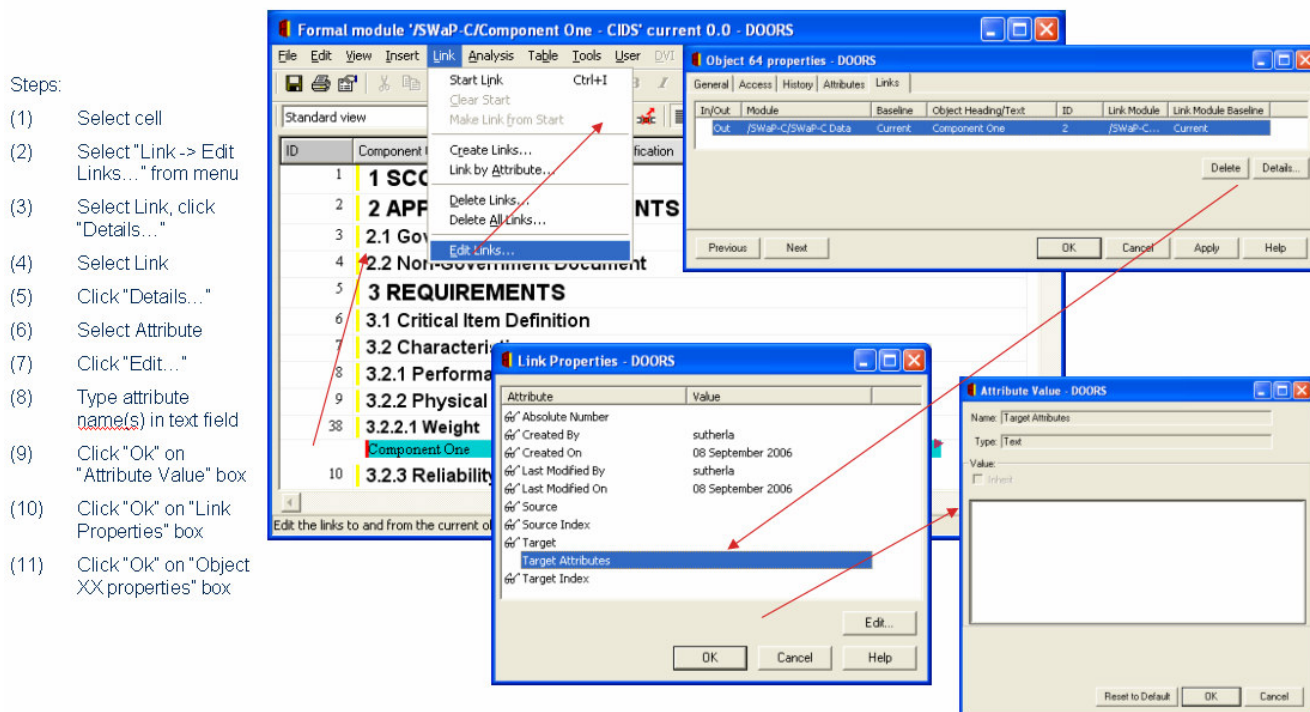 Steps:
(1) Select cell
(2) Select "Link -> Edit
Links…" from menu
(3) Select Link, click
"Details…"
(4) Select Link
(5) Click "Details…"
(6) Select Attribute
(7) Click "Edit…"
(8) Type attribute
name(s) in text field
(9) Click "Ok" on
"Attribute Value" box
(10) Click "Ok" on "Link
Properties" box
(11) Click "Ok" on "Object
XX properties" box
Formal module '/SWaP-C/Component One - CIDS' current 0.0 - DOORS
File Edit View Insert Link Analysis Table Tools User DVI
Standard view
Start Link Ctrl+I
Clear Start
Make Link from Start
Create Links...
Link by Attribute...
Delete Links...
Delete All Links...
Edit Links...
ID Component fication
1 1 SCO
2 2 APP NTS
3 2.1 Gov
4 2.2 Non-Government Document
5 3 REQUIREMENTS
6 3.1 Critical Item Definition
7 3.2 Characteris
8 3.2.1 Performa
9 3.2.2 Physical
38 3.2.2.1 Weight
Component One
10 3.2.3 Reliability
Edit the links to and from the current ob
Object 64 properties - DOORS
General Access History Attributes Links
In/Out Module Baseline Object Heading/Text ID Link Module Link Module Baseline
Out /SWaP-C/SWaP-C Data Current Component One 2 /SWaP-C... Current
Delete Details...
Previous Next OK Cancel Apply Help
Link Properties - DOORS
Attribute Value
Absolute Number
Created By sutherla
Created On 08 September 2006
Last Modified By sutherla
Last Modified On 08 September 2006
Source
Source Index
Target
Target Attributes
Target Index
Edit...
OK Cancel Help
Attribute Value - DOORS
Name: Target Attributes
Type: Text
Value:
Inherit
Reset to Default OK Cancel